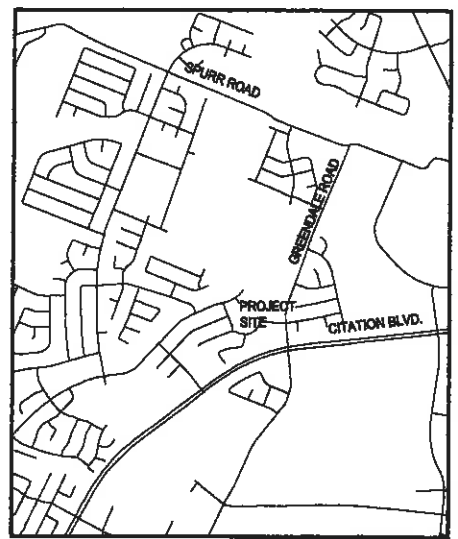 SPURR ROAD
GREENDALE ROAD
PROJECT
SITE
CITATION BLVD.